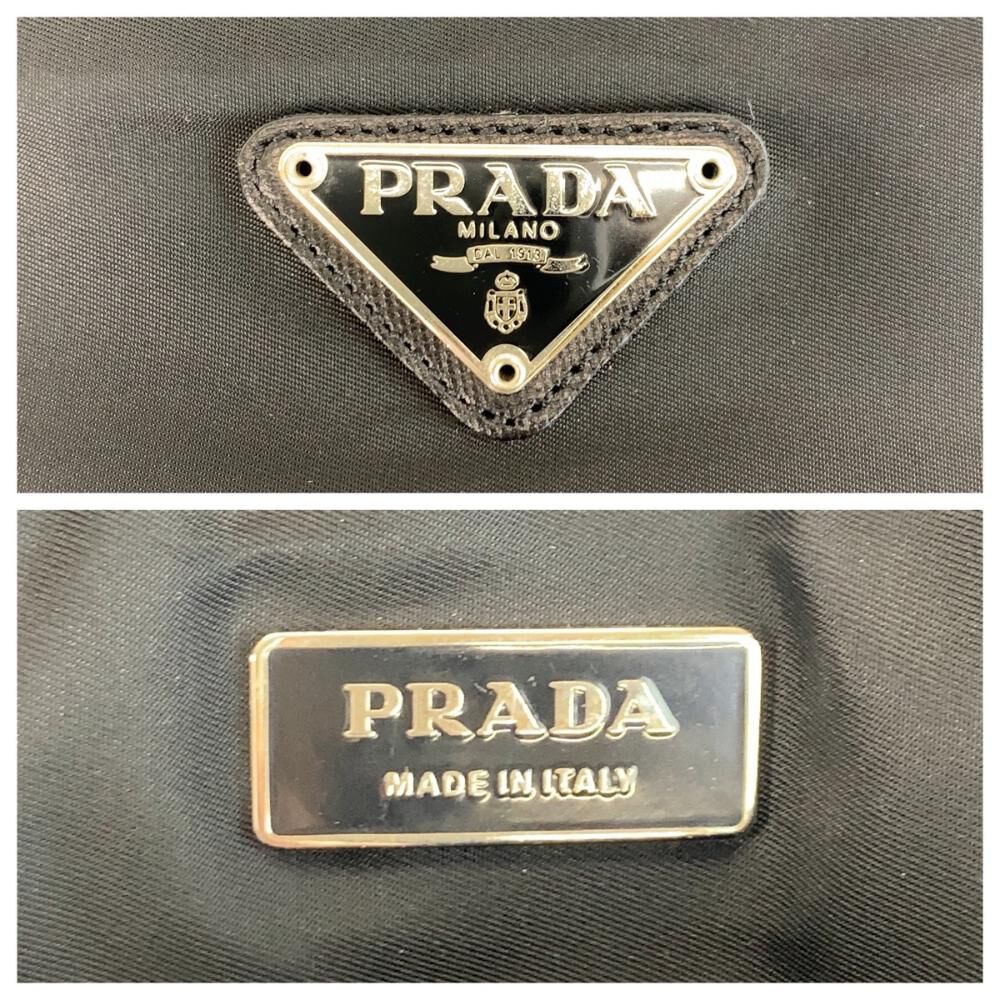 PRADA
MILANO
DAL 1913
PRADA
MADE IN ITALY